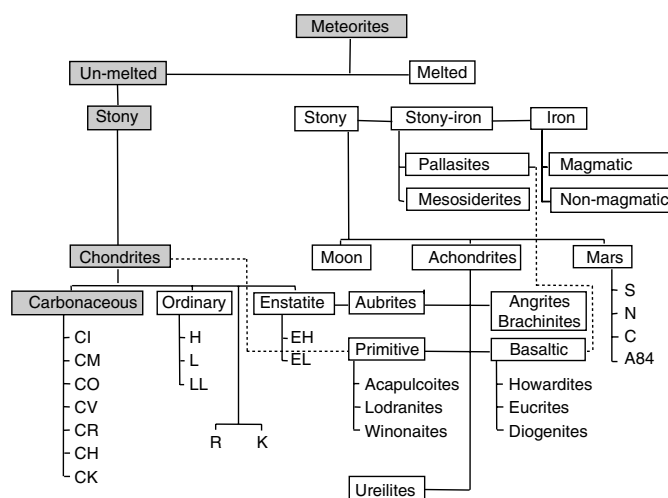 Meteorites
Un-melted
Melted
Stony
Stony
Stony-iron
Iron
Pallasites
Magmatic
Mesosiderites
Non-magmatic
Chondrites
Moon
Achondrites
Mars
Carbonaceous
Ordinary
Enstatite
Aubrites
Angrites
Brachinites
S
N
C
A84
CI
CM
CO
CV
CR
CH
CK
H
L
LL
EH
EL
R
K
Primitive
Basaltic
Acapulcoites
Lodranites
Winonaites
Howardites
Eucrites
Diogenites
Ureilites